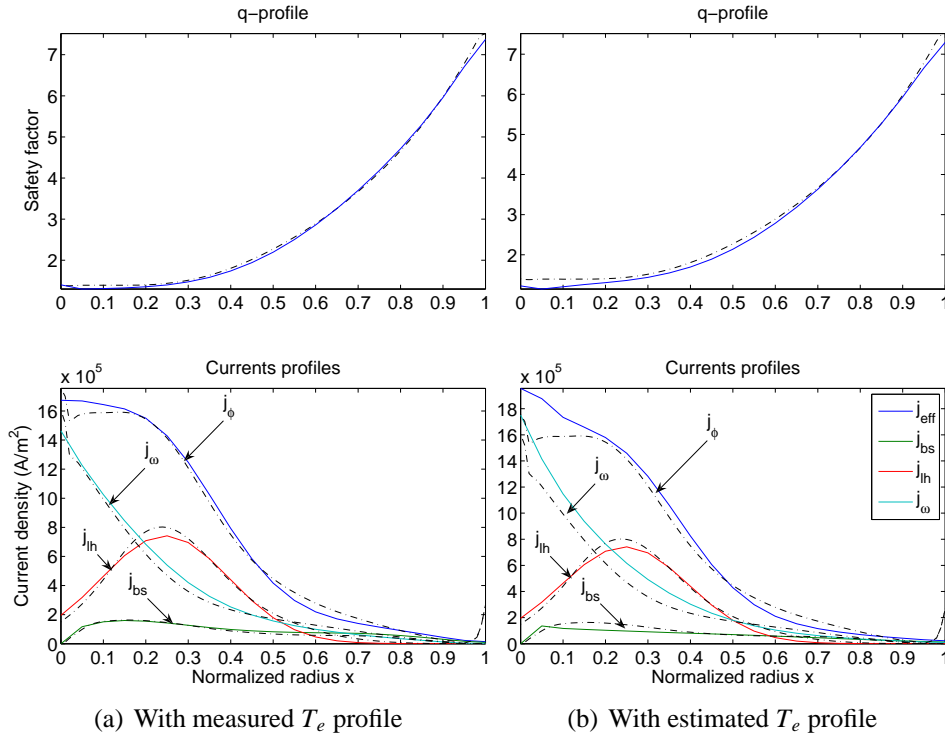 q−profile
7
6
5
4
3
2
Safety factor
0 0.1 0.2 0.3 0.4 0.5 0.6 0.7 0.8 0.9 1
q−profile
7
6
5
4
3
2
0 0.1 0.2 0.3 0.4 0.5 0.6 0.7 0.8 0.9 1
Currents profiles
x 10^5
16
14
12
10
8
6
4
2
0
Current density (A/m^2)
j_ϕ
j_ω
j_lh
j_bs
0 0.1 0.2 0.3 0.4 0.5 0.6 0.7 0.8 0.9 1
Normalized radius x
Currents profiles
x 10^5
18
16
14
12
10
8
6
4
2
0
j_ϕ
j_ω
j_lh
j_bs
j_eff
j_bs
j_lh
j_ω
0 0.1 0.2 0.3 0.4 0.5 0.6 0.7 0.8 0.9 1
Normalized radius x
(a) With measured T_e profile
(b) With estimated T_e profile